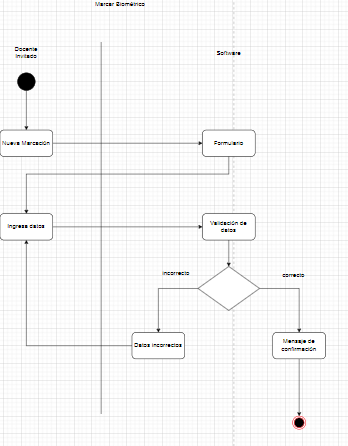 Marcar Biométrico
Docente
Invitado
Software
Nueva Marcación
Formulario
Ingresa datos
Validación de
datos
incorrecto
correcto
Datos incorrectos
Mensaje de
confirmación